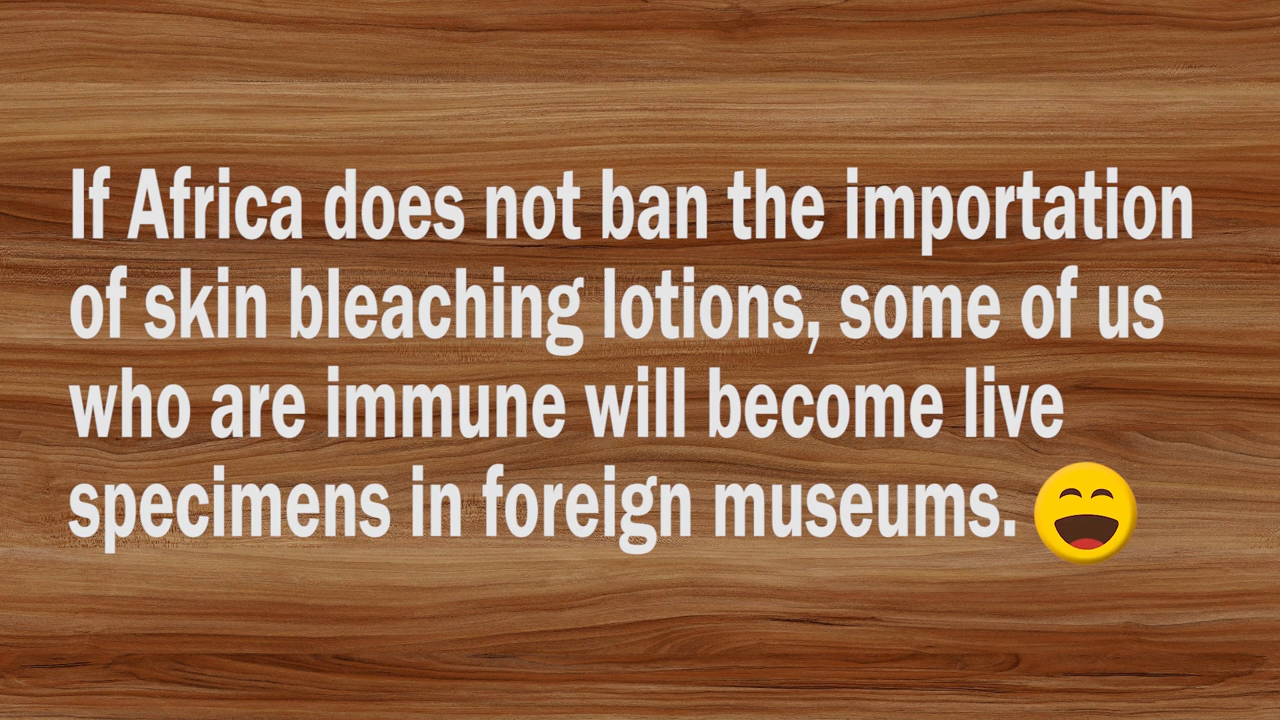 If Africa does not ban the importation
of skin bleaching lotions, some of us
who are immune will become live
specimens in foreign museums. 😄